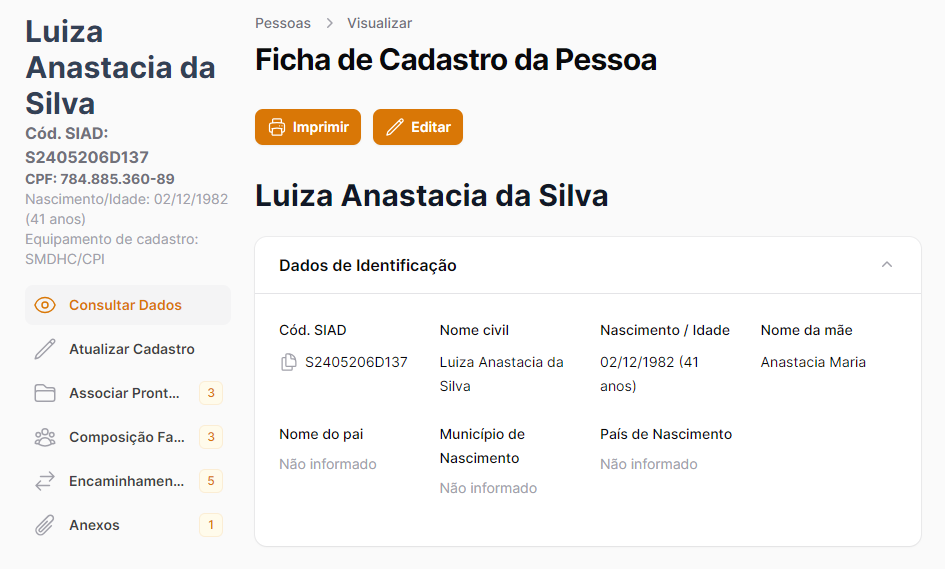 Luiza
Anastacia da
Silva
Cód. SIAD:
S2405206D137
CPF: 784.885.360-89
Nascimento/Idade: 02/12/1982
(41 anos)
Equipamento de cadastro:
SMDHC/CPI
Consultar Dados
Atualizar Cadastro
Associar Pront... 3
Composição Fa... 3
Encaminhamen... 5
Anexos 1
Pessoas > Visualizar
Ficha de Cadastro da Pessoa
Imprimir Editar
Luiza Anastacia da Silva
Dados de Identificação
Cód. SIAD
S2405206D137
Nome civil
Luiza Anastacia da
Silva
Nascimento / Idade
02/12/1982 (41
anos)
Nome da mãe
Anastacia Maria
Nome do pai
Não informado
Município de
Nascimento
Não informado
País de Nascimento
Não informado